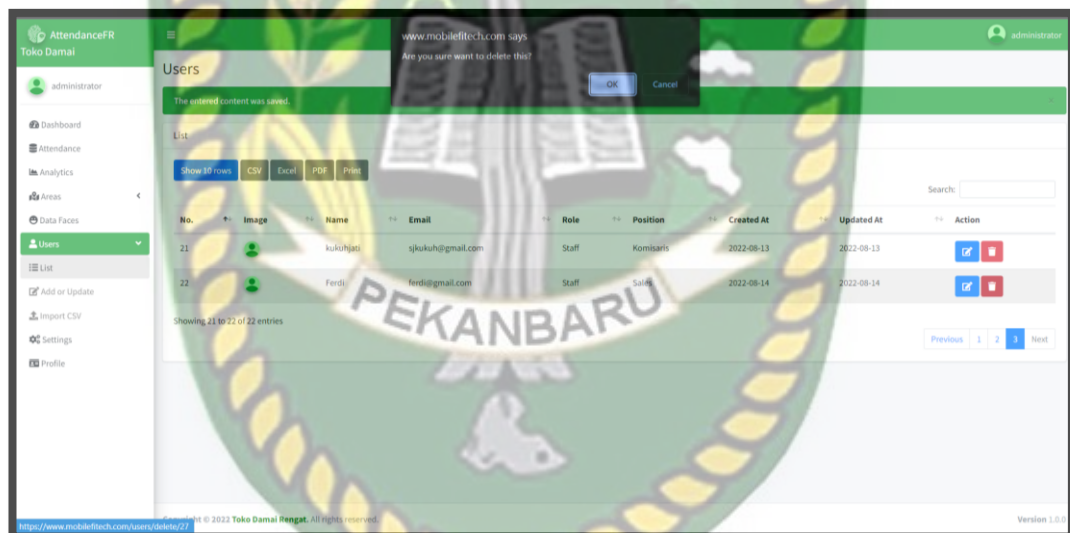 AttendanceFR
Toko Damai
administrator
Dashboard
Attendance
Analytics
Areas
Data Faces
Users
List
Add or Update
Import CSV
Settings
Profile
https://www.mobilefitech.com/users/delete/27
www.mobilefitech.com says
Are you sure want to delete this?
OK Cancel
administrator
Users
The entered content was saved. ×
List
Show 10 rows CSV Excel PDF Print
Search:
No. Image Name Email Role Position Created At Updated At Action
21 kukuhjati sjkukuh@gmail.com Staff Komisaris 2022-08-13 2022-08-13
22 Ferdi ferdi@gmail.com Staff Sales 2022-08-14 2022-08-14
Showing 21 to 22 of 22 entries
Previous 1 2 3 Next
PEKANBARU
Copyright © 2022 Toko Damai Rengat. All rights reserved.
Version 1.0.0